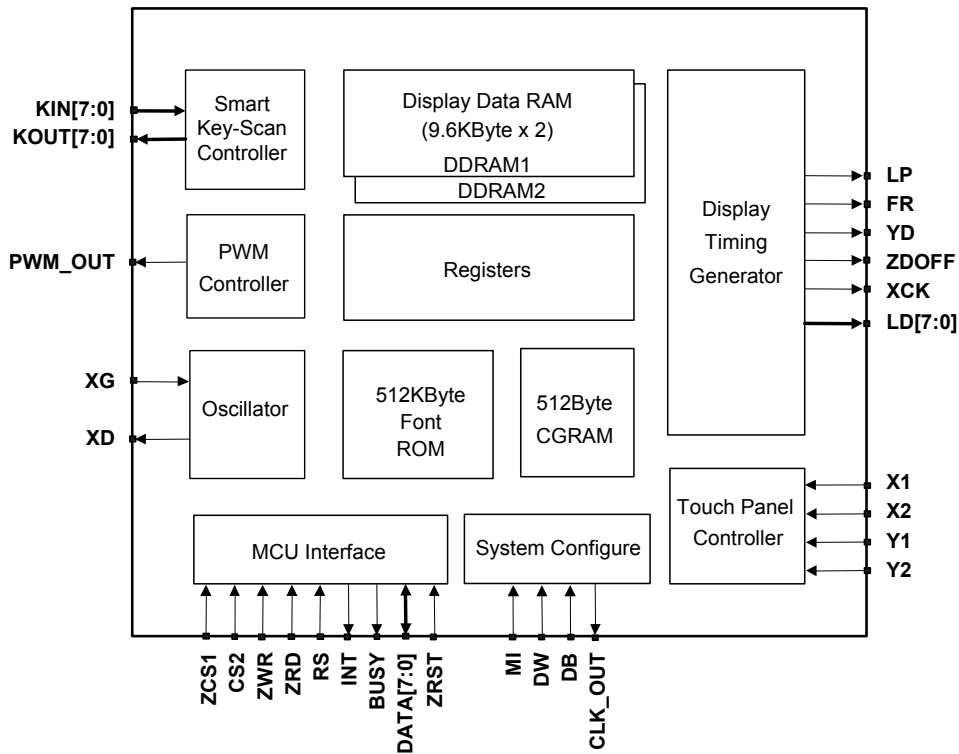 KIN[7:0]
KOUT[7:0]
Smart
Key-Scan
Controller
Display Data RAM
(9.6KByte x 2)
DDRAM1
DDRAM2
Display
Timing
Generator
LP
FR
YD
ZDOFF
XCK
LD[7:0]
PWM_OUT
PWM
Controller
Registers
XG
XD
Oscillator
512KByte
Font
ROM
512Byte
CGRAM
Touch Panel
Controller
X1
X2
Y1
Y2
MCU Interface
System Configure
ZCS1
CS2
ZWR
ZRD
RS
INT
BUSY
DATA[7:0]
ZRST
MI
DW
DB
CLK_OUT